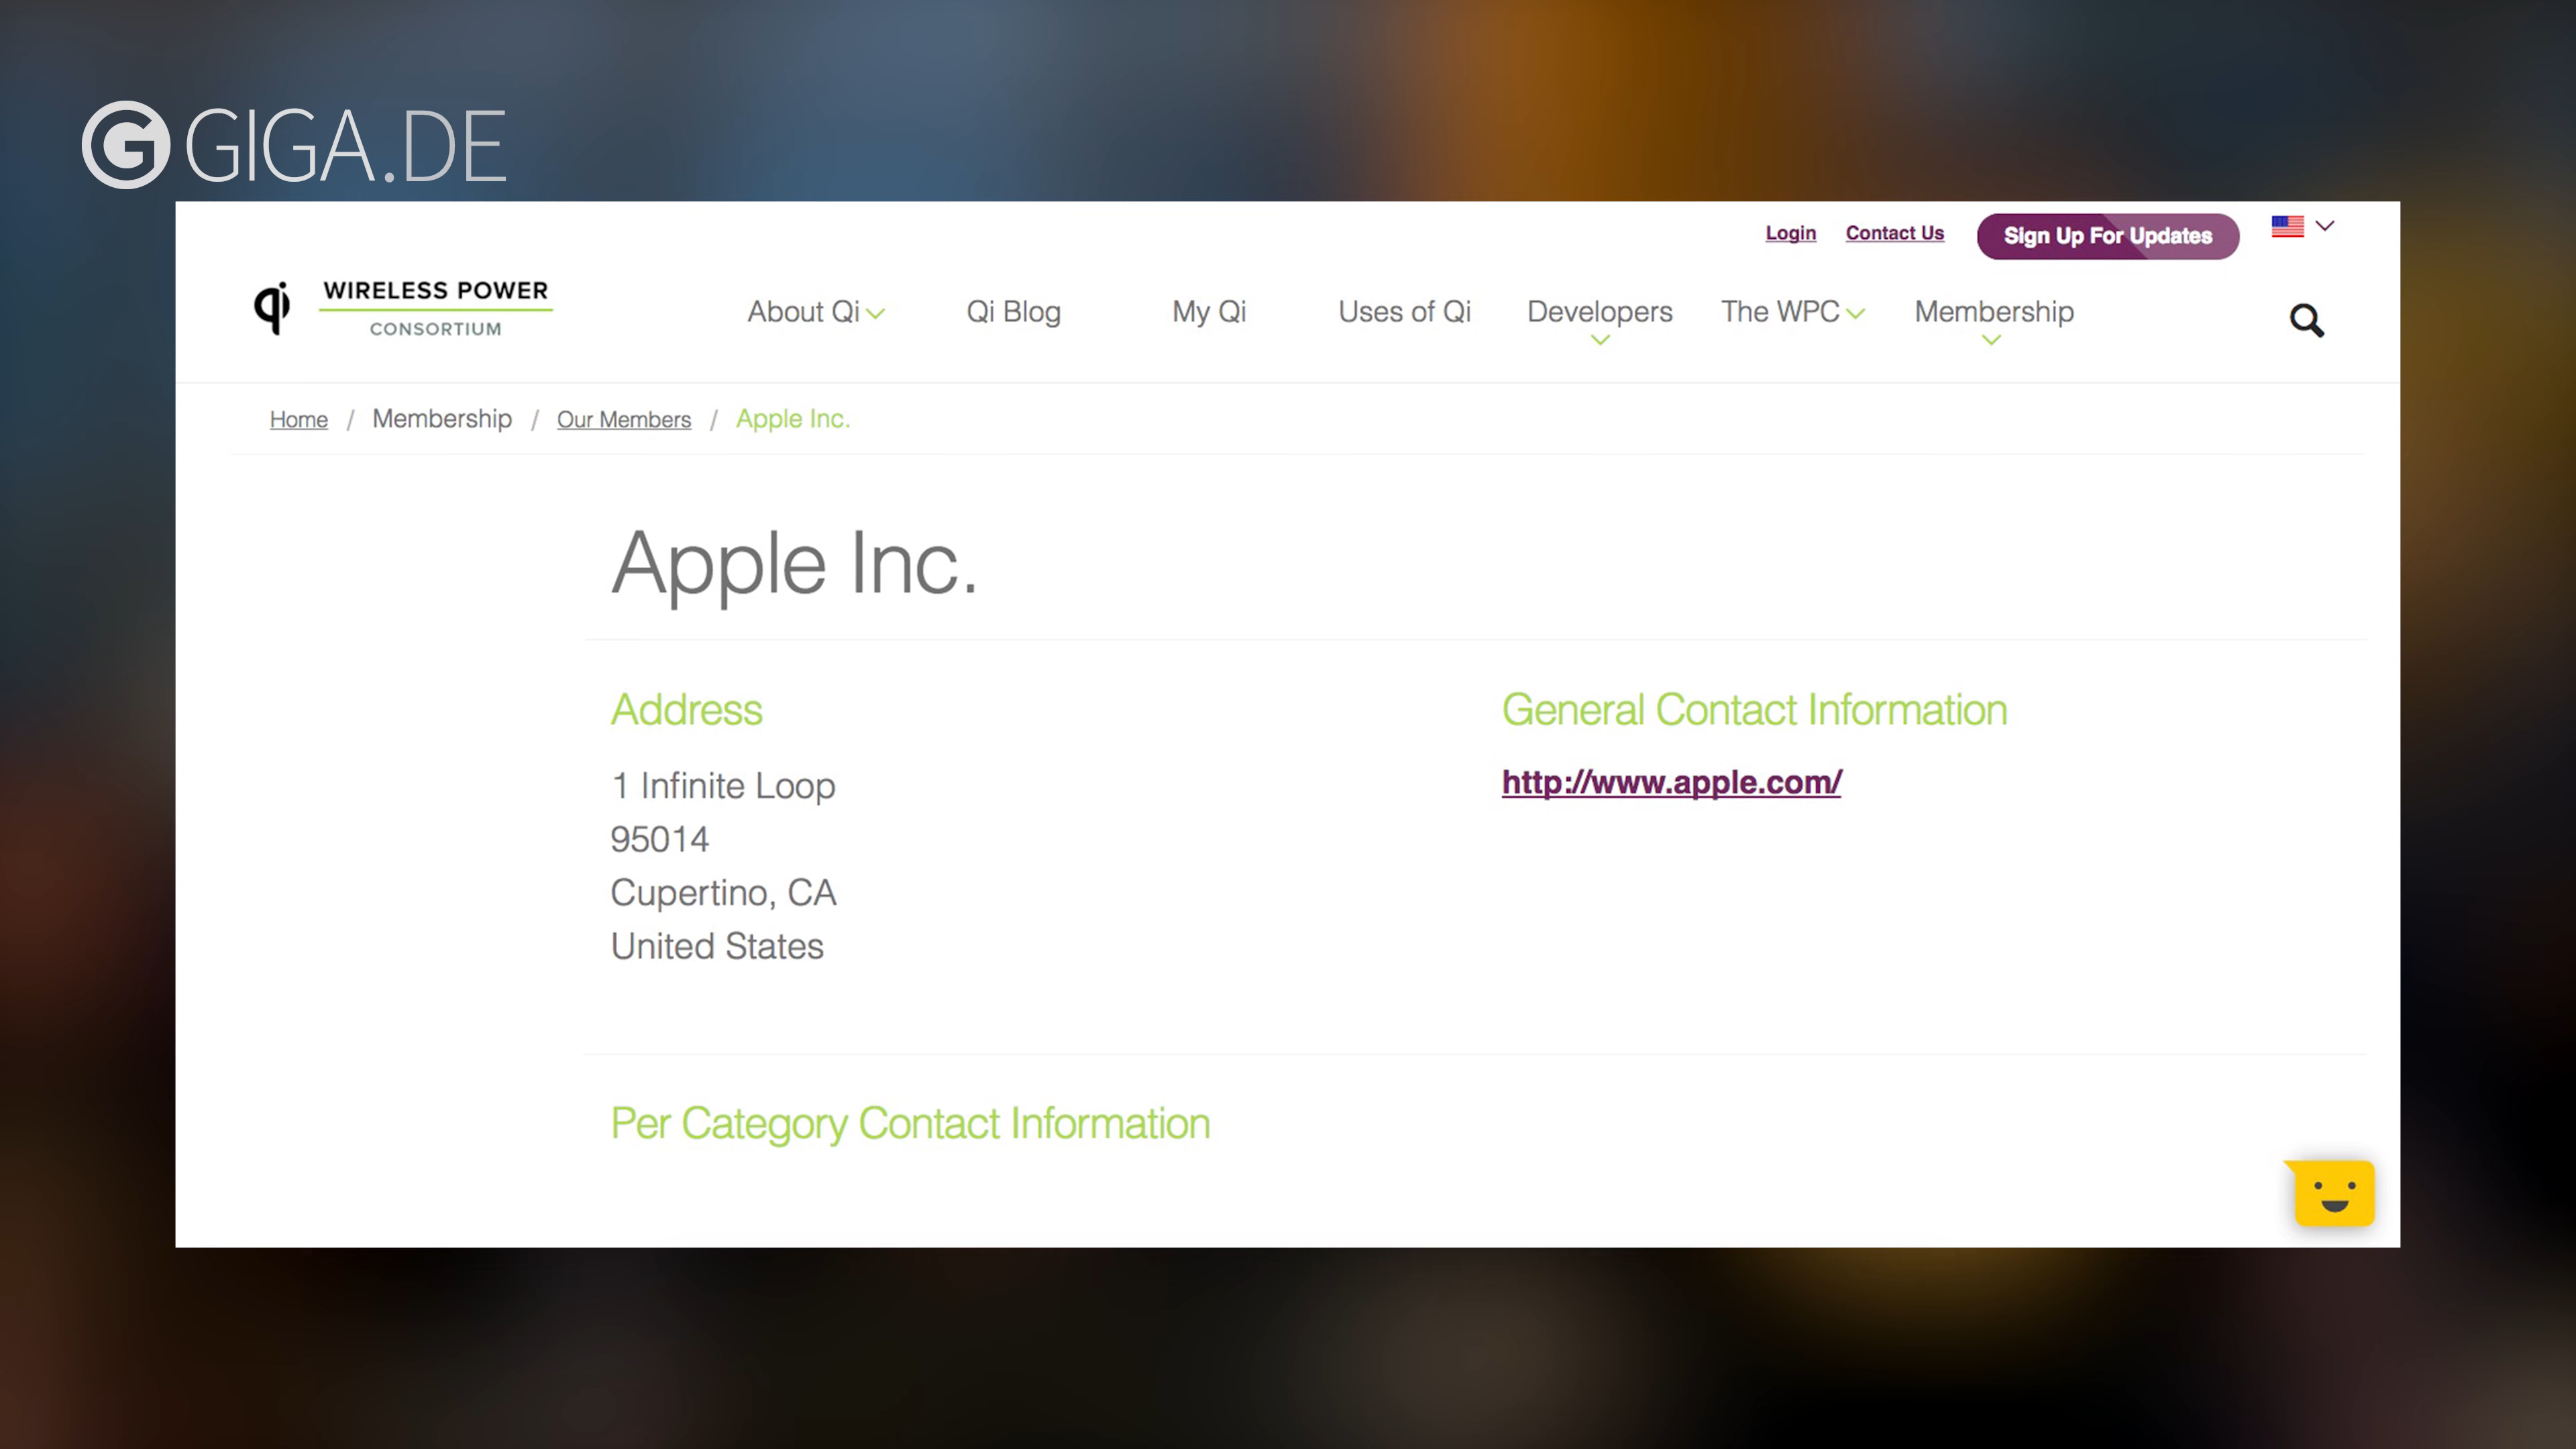 GIGA.DE
Login Contact Us Sign Up For Updates
qi WIRELESS POWER
CONSORTIUM
About Qi Qi Blog My Qi Uses of Qi Developers The WPC Membership
Home / Membership / Our Members / Apple Inc.
Apple Inc.
Address
1 Infinite Loop
95014
Cupertino, CA
United States
General Contact Information
http://www.apple.com/
Per Category Contact Information